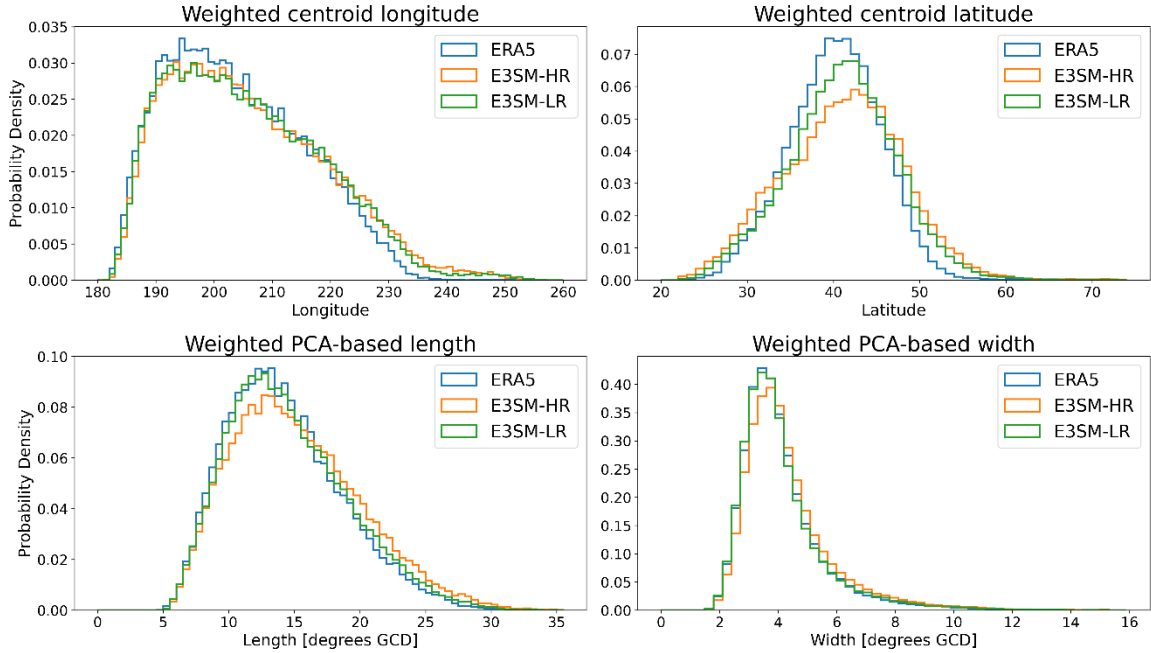 Weighted centroid longitude
0.035
0.030
0.025
0.020
0.015
0.010
0.005
0.000
Probability Density
ERA5
E3SM-HR
E3SM-LR
180 190 200 210 220 230 240 250 260
Longitude
Weighted centroid latitude
0.07
0.06
0.05
0.04
0.03
0.02
0.01
0.00
ERA5
E3SM-HR
E3SM-LR
20 30 40 50 60 70
Latitude
Weighted PCA-based length
0.10
0.08
0.06
0.04
0.02
0.00
Probability Density
ERA5
E3SM-HR
E3SM-LR
0 5 10 15 20 25 30 35
Length [degrees GCD]
Weighted PCA-based width
0.40
0.35
0.30
0.25
0.20
0.15
0.10
0.05
0.00
ERA5
E3SM-HR
E3SM-LR
0 2 4 6 8 10 12 14 16
Width [degrees GCD]